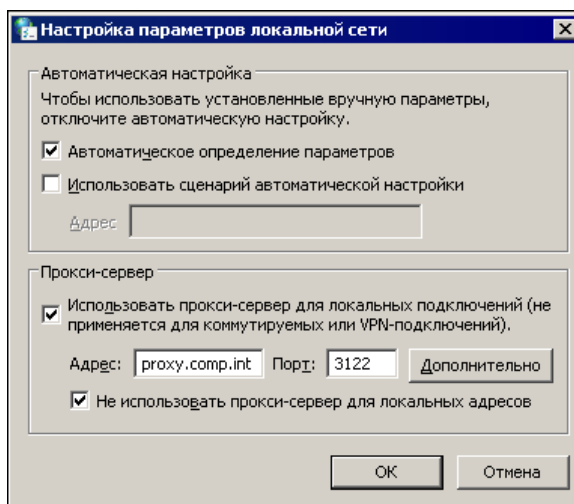 Настройка параметров локальной сети
Автоматическая настройка
Чтобы использовать установленные вручную параметры,
отключите автоматическую настройку.
Автоматическое определение параметров
Использовать сценарий автоматической настройки
Адрес
Прокси-сервер
Использовать прокси-сервер для локальных подключений (не
применяется для коммутируемых или VPN-подключений).
Адрес: proxy.comp.int Порт: 3122 Дополнительно
Не использовать прокси-сервер для локальных адресов
OK Отмена